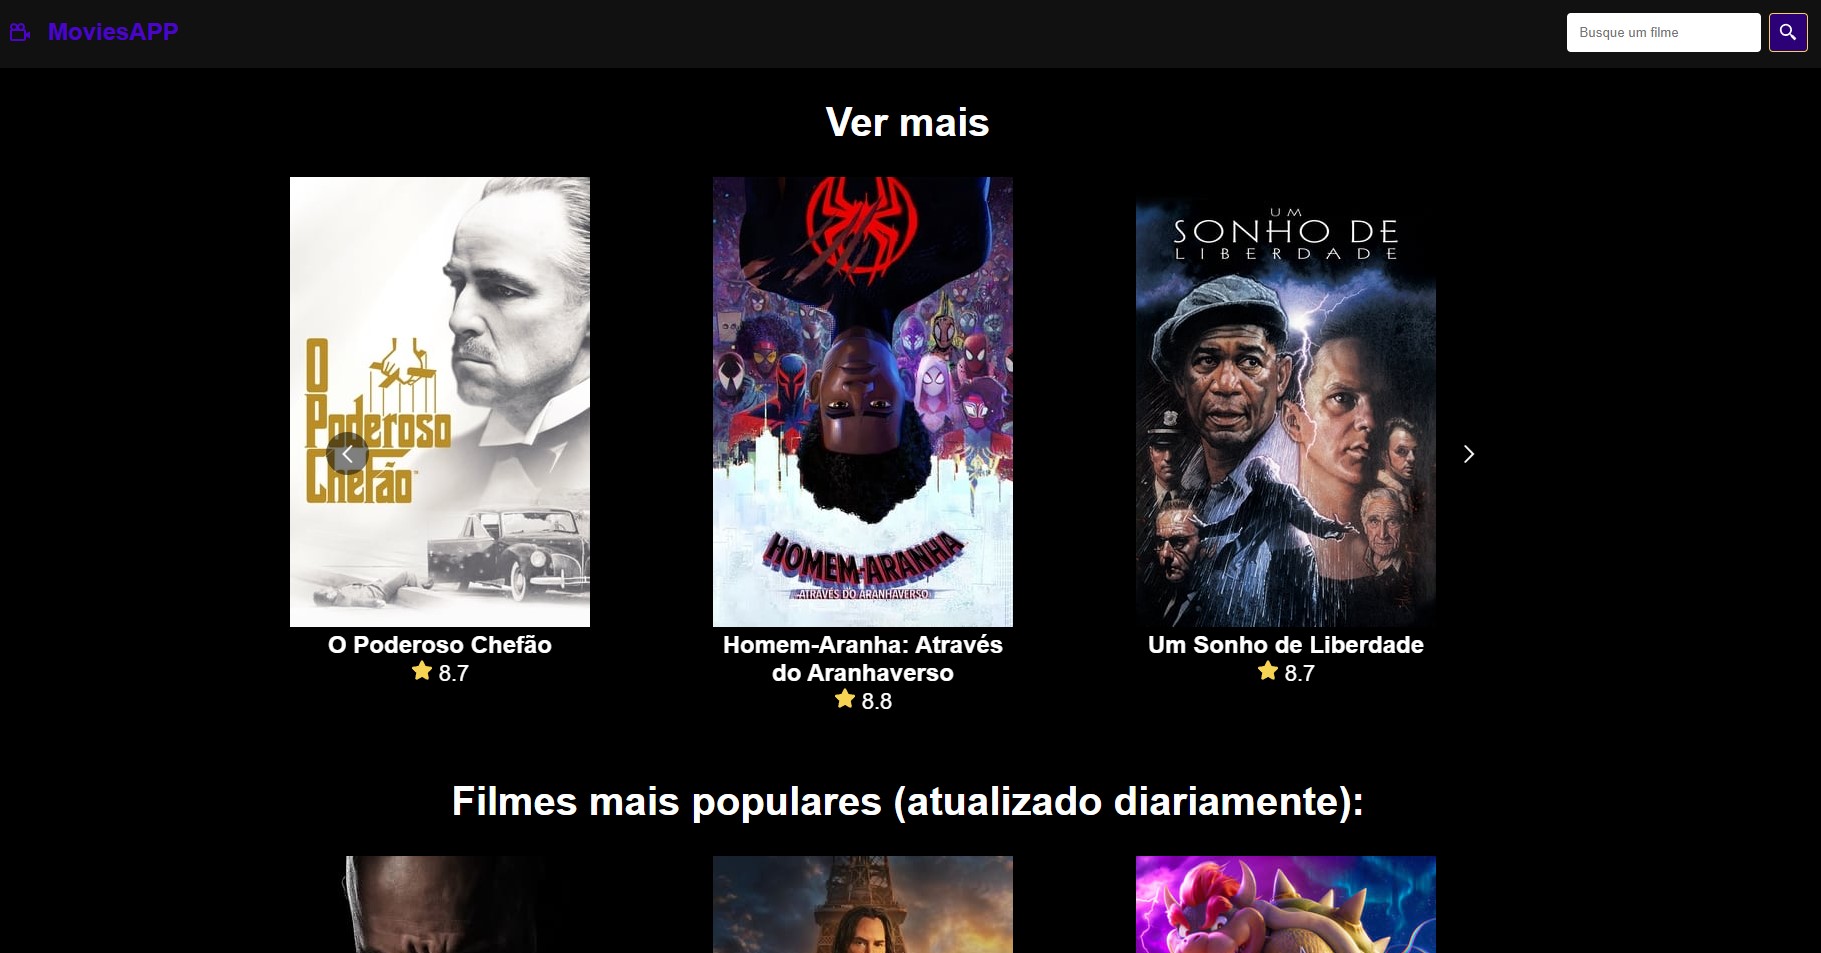 MoviesAPP
Busque um filme
Ver mais
O
Poderoso
Chefão
UM
SONHO DE
LIBERDADE
HOMEM-ARANHA
ATRAVÉS DO ARANHAVERSO
O Poderoso Chefão
8.7
Homem-Aranha: Através
do Aranhaverso
8.8
Um Sonho de Liberdade
8.7
Filmes mais populares (atualizado diariamente):